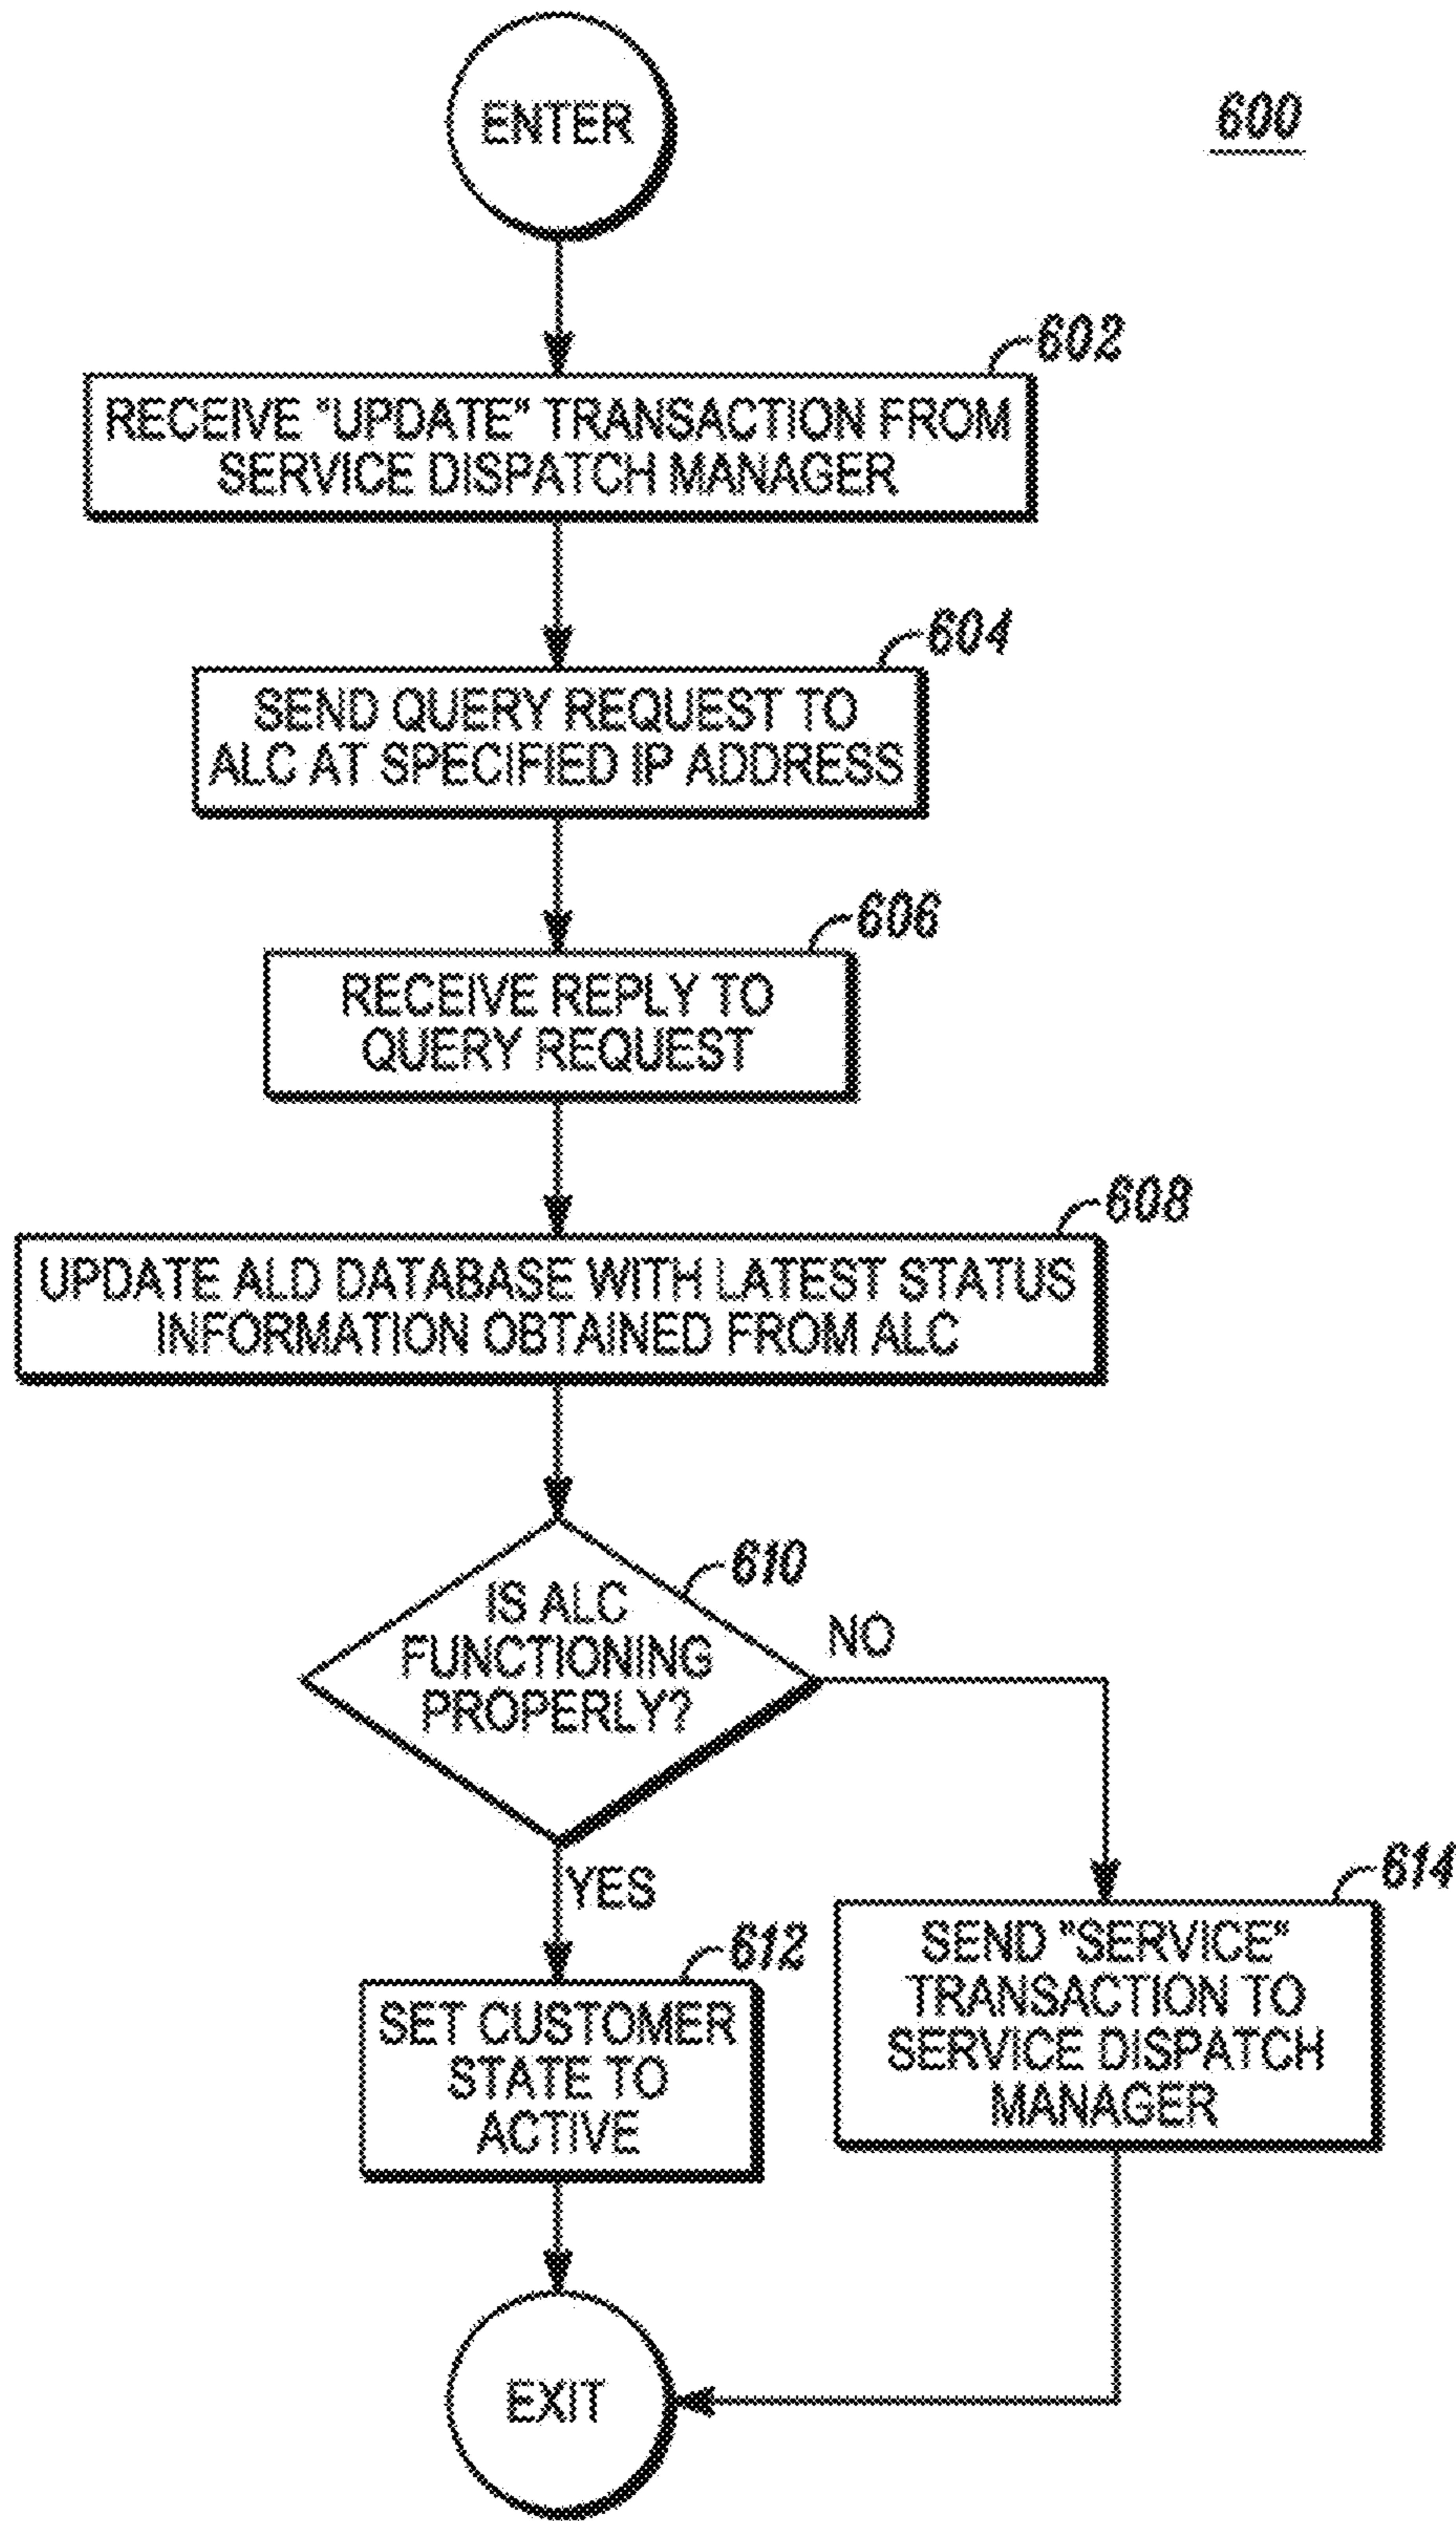 ENTER
600
602
RECEIVE "UPDATE" TRANSACTION FROM
SERVICE DISPATCH MANAGER
604
SEND QUERY REQUEST TO
ALC AT SPECIFIED IP ADDRESS
606
RECEIVE REPLY TO
QUERY REQUEST
608
UPDATE ALD DATABASE WITH LATEST STATUS
INFORMATION OBTAINED FROM ALC
610
IS ALC
FUNCTIONING
PROPERLY?
NO
YES
612
SET CUSTOMER
STATE TO
ACTIVE
614
SEND "SERVICE"
TRANSACTION TO
SERVICE DISPATCH
MANAGER
EXIT